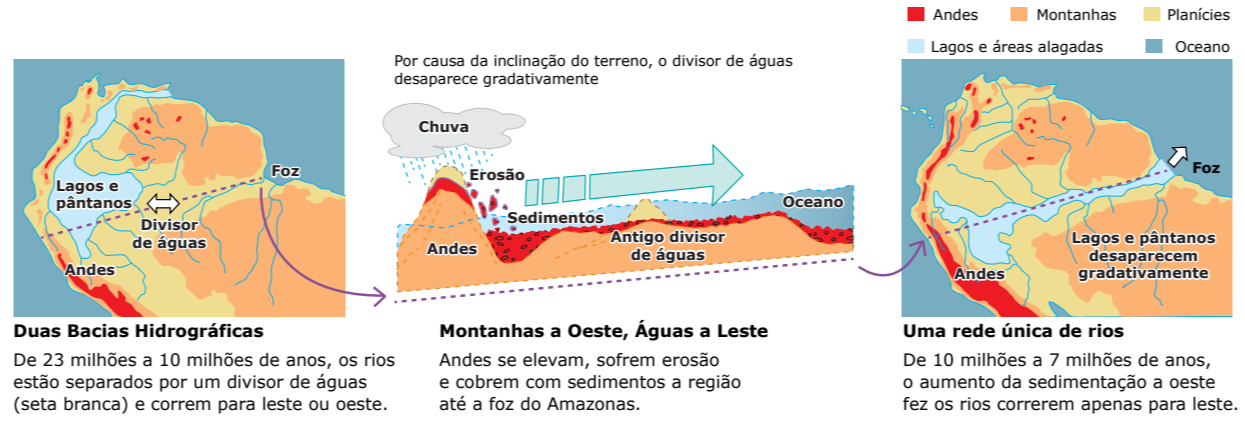 Andes
Montanhas
Planícies
Lagos e áreas alagadas
Oceano
Foz
Lagos e
pântanos
Divisor
de águas
Andes
Duas Bacias Hidrográficas
De 23 milhões a 10 milhões de anos, os rios
estão separados por um divisor de águas
(seta branca) e correm para leste ou oeste.
Por causa da inclinação do terreno, o divisor de águas
desaparece gradativamente
Chuva
Erosão
Sedimentos
Oceano
Andes
Antigo divisor
de águas
Montanhas a Oeste, Águas a Leste
Andes se elevam, sofrem erosão
e cobrem com sedimentos a região
até a foz do Amazonas.
Foz
Lagos e pântanos
desaparecem
gradativamente
Andes
Uma rede única de rios
De 10 milhões a 7 milhões de anos,
o aumento da sedimentação a oeste
fez os rios correrem apenas para leste.